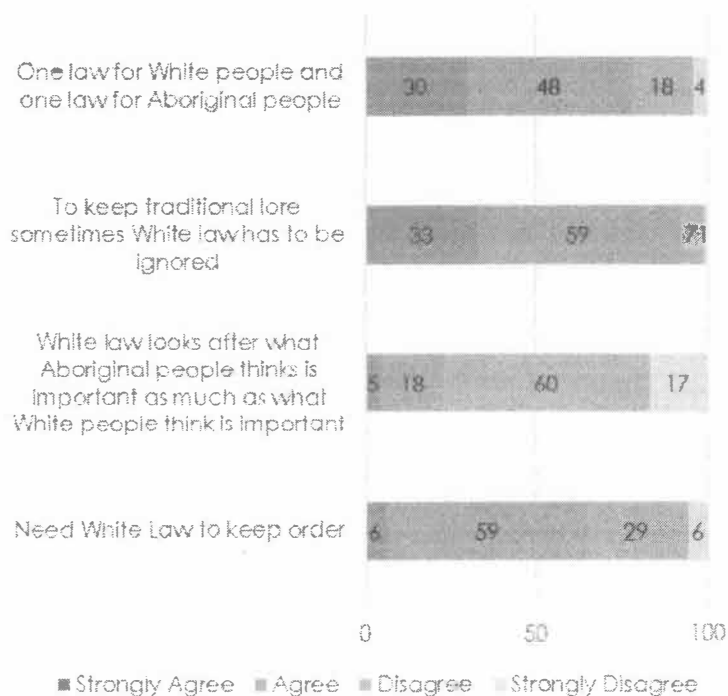 One law for White people and
one law for Aboriginal people
30 48 18 4
To keep traditional lore
sometimes White law has to be
ignored
33 59 71
White law looks after what
Aboriginal people thinks is
important as much as what
White people think is important
5 18 60 17
Need White Law to keep order
6 59 29 6
0 50 100
Strongly Agree Agree Disagree Strongly Disagree